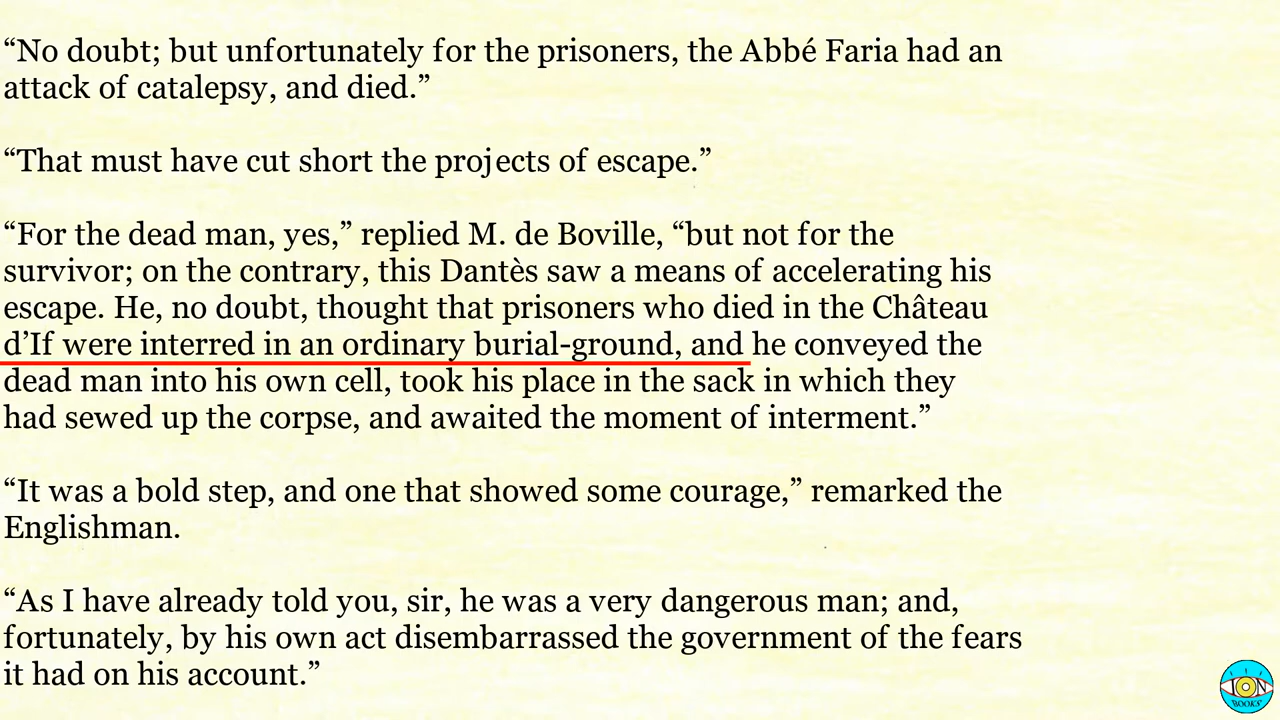 “No doubt; but unfortunately for the prisoners, the Abbé Faria had an
attack of catalepsy, and died.”
“That must have cut short the projects of escape.”
“For the dead man, yes,” replied M. de Boville, “but not for the
survivor; on the contrary, this Dantès saw a means of accelerating his
escape. He, no doubt, thought that prisoners who died in the Château
d’If were interred in an ordinary burial-ground, and he conveyed the
dead man into his own cell, took his place in the sack in which they
had sewed up the corpse, and awaited the moment of interment.”
“It was a bold step, and one that showed some courage,” remarked the
Englishman.
“As I have already told you, sir, he was a very dangerous man; and,
fortunately, by his own act disembarrassed the government of the fears
it had on his account.”
ION
BOOKS